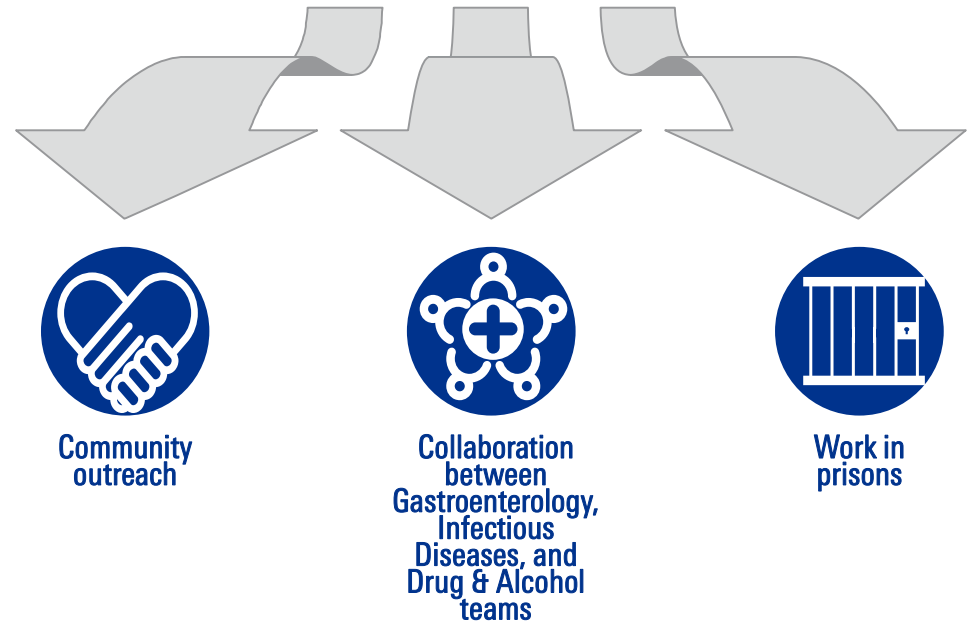 Community
outreach
Collaboration
between
Gastroenterology,
Infectious
Diseases, and
Drug & Alcohol
teams
Work in
prisons